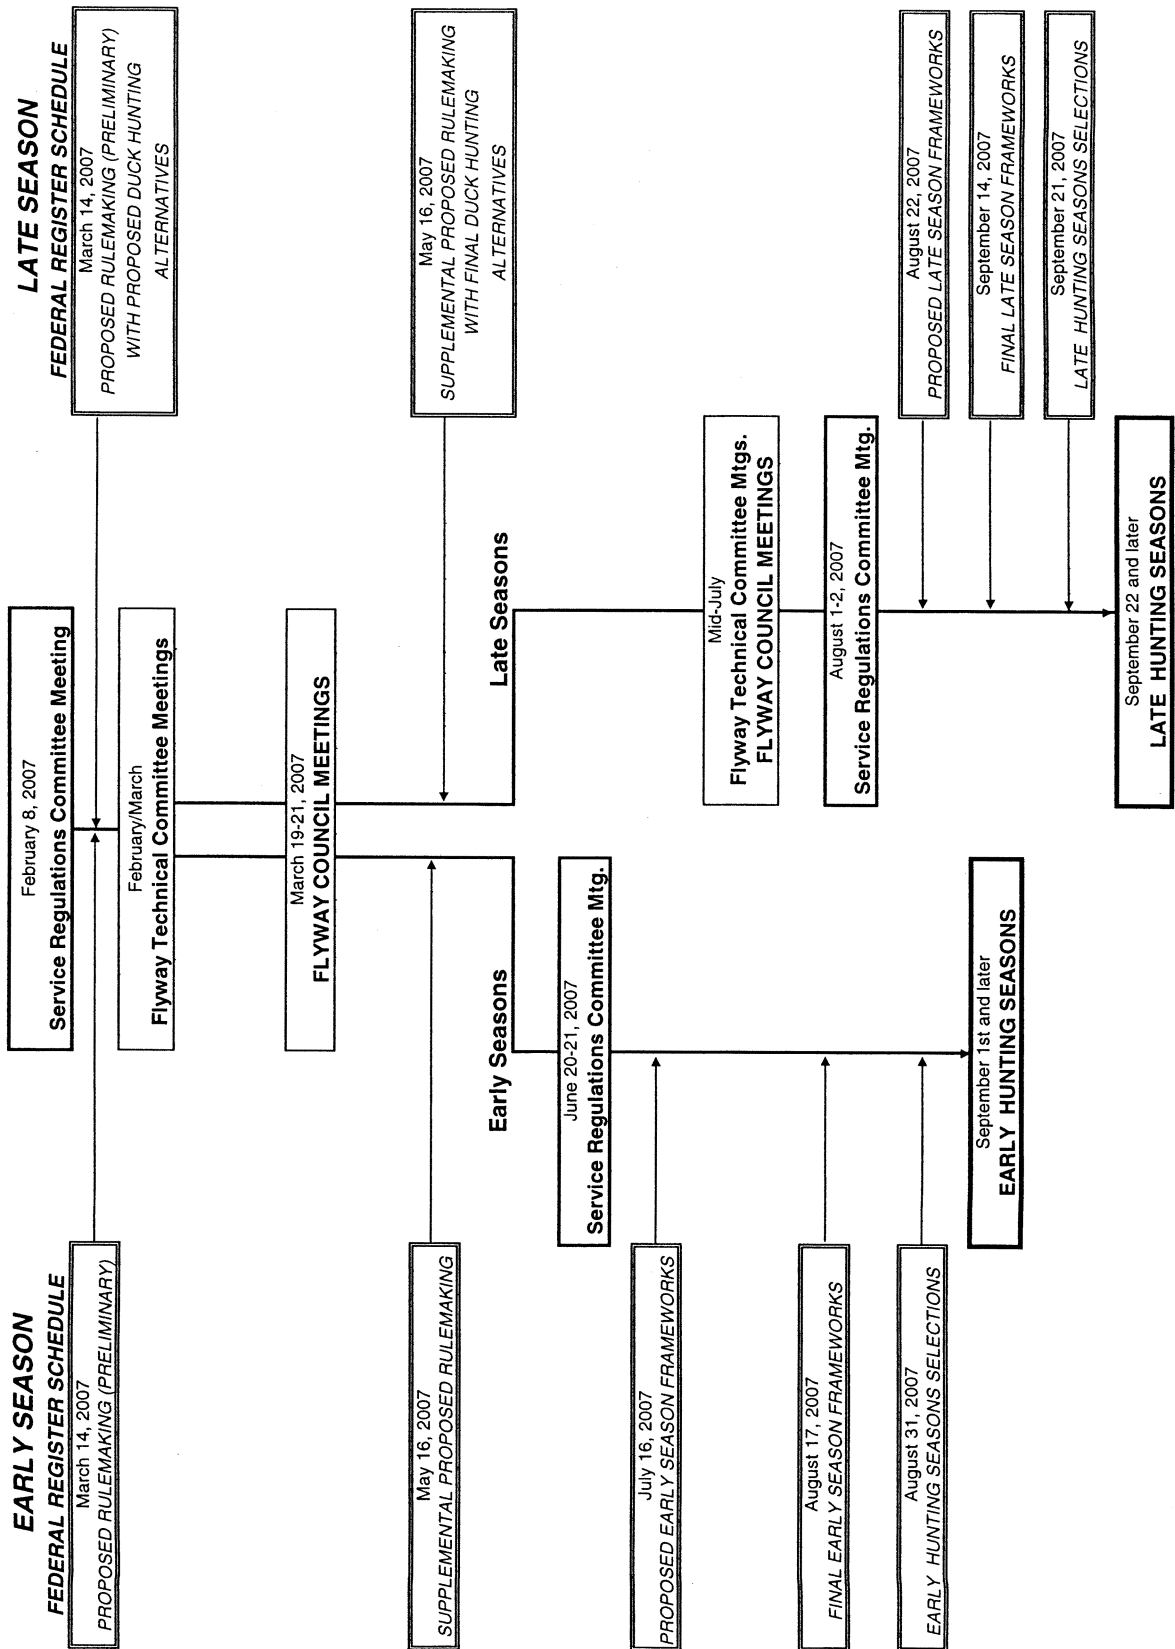 EARLY SEASON
FEDERAL REGISTER SCHEDULE
March 14, 2007
PROPOSED RULEMAKING (PRELIMINARY)
May 16, 2007
SUPPLEMENTAL PROPOSED RULEMAKING
July 16, 2007
PROPOSED EARLY SEASON FRAMEWORKS
August 17, 2007
FINAL EARLY SEASON FRAMEWORKS
August 31, 2007
EARLY HUNTING SEASONS SELECTIONS
February 8, 2007
Service Regulations Committee Meeting
February/March
Flyway Technical Committee Meetings
March 19-21, 2007
FLYWAY COUNCIL MEETINGS
Early Seasons
June 20-21, 2007
Service Regulations Committee Mtg.
September 1st and later
EARLY HUNTING SEASONS
Late Seasons
Mid-July
Flyway Technical Committee Mtgs.
FLYWAY COUNCIL MEETINGS
August 1-2, 2007
Service Regulations Committee Mtg.
September 22 and later
LATE HUNTING SEASONS
LATE SEASON
FEDERAL REGISTER SCHEDULE
March 14, 2007
PROPOSED RULEMAKING (PRELIMINARY)
WITH PROPOSED DUCK HUNTING
ALTERNATIVES
May 16, 2007
SUPPLEMENTAL PROPOSED RULEMAKING
WITH FINAL DUCK HUNTING
ALTERNATIVES
August 22, 2007
PROPOSED LATE SEASON FRAMEWORKS
September 14, 2007
FINAL LATE SEASON FRAMEWORKS
September 21, 2007
LATE HUNTING SEASONS SELECTIONS